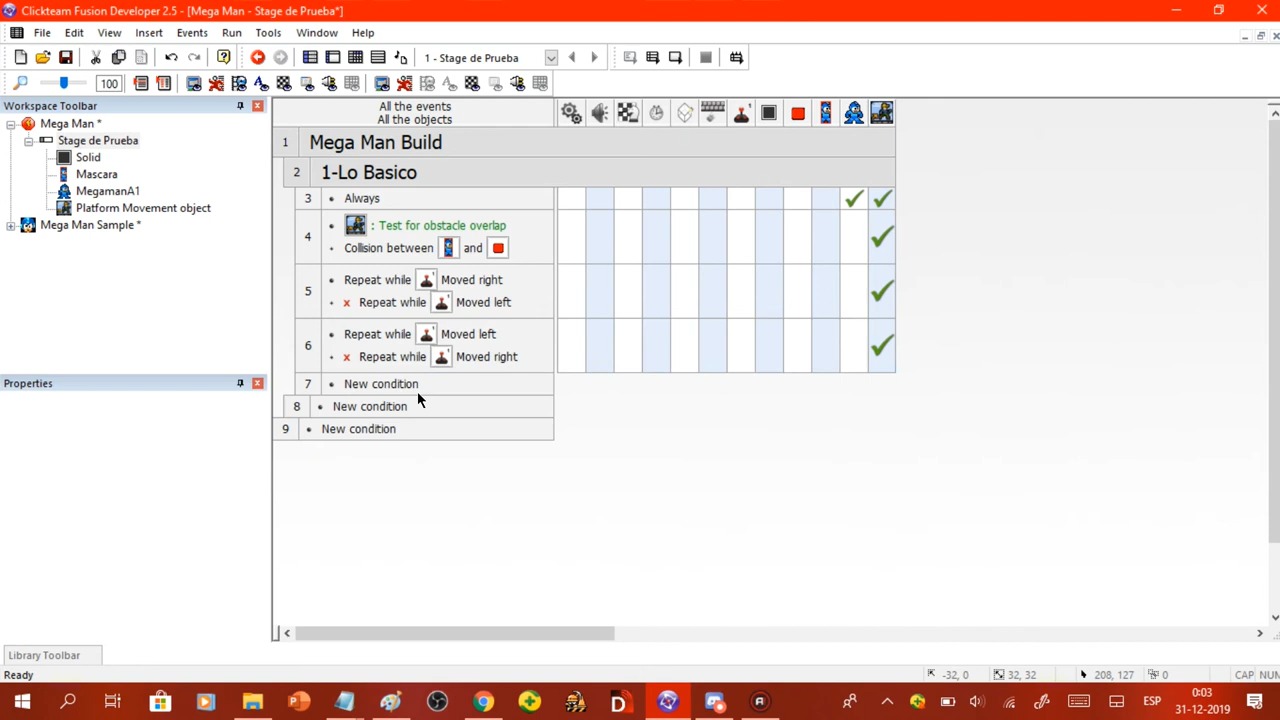 Clickteam Fusion Developer 2.5 - [Mega Man - Stage de Prueba*]
File Edit View Insert Events Run Tools Window Help
1 - Stage de Prueba
100
Workspace Toolbar
Mega Man *
Stage de Prueba
Solid
Mascara
MegamanA1
Platform Movement object
Mega Man Sample *
Properties
Library Toolbar
All the events
All the objects
1 Mega Man Build
2 1-Lo Basico
3 • Always
4 • : Test for obstacle overlap
• Collision between and
5 • Repeat while Moved right
• x Repeat while Moved left
6 • Repeat while Moved left
• x Repeat while Moved right
7 • New condition
8 • New condition
9 • New condition
Ready
-32, 0 32, 32 208, 127 0 CAP NUM
ESP 0:03
31-12-2019